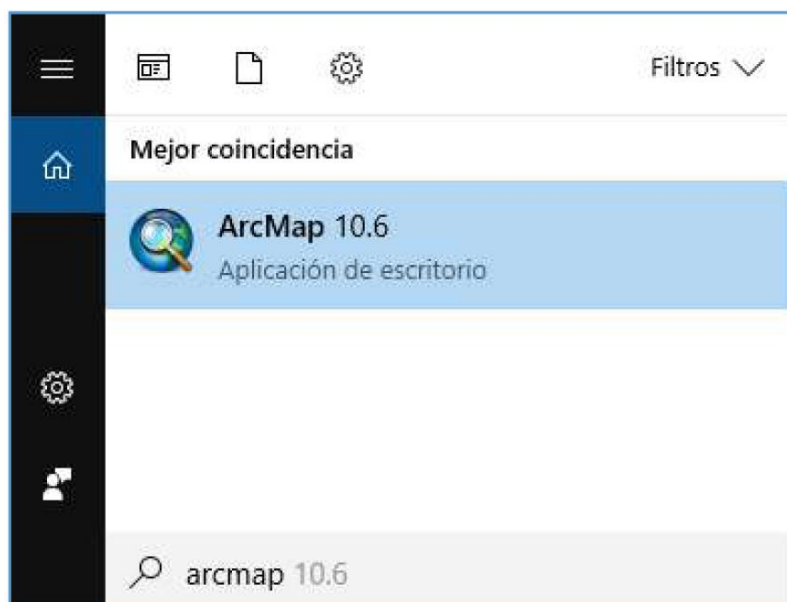 Filtros
Mejor coincidencia
ArcMap 10.6
Aplicación de escritorio
arcmap 10.6